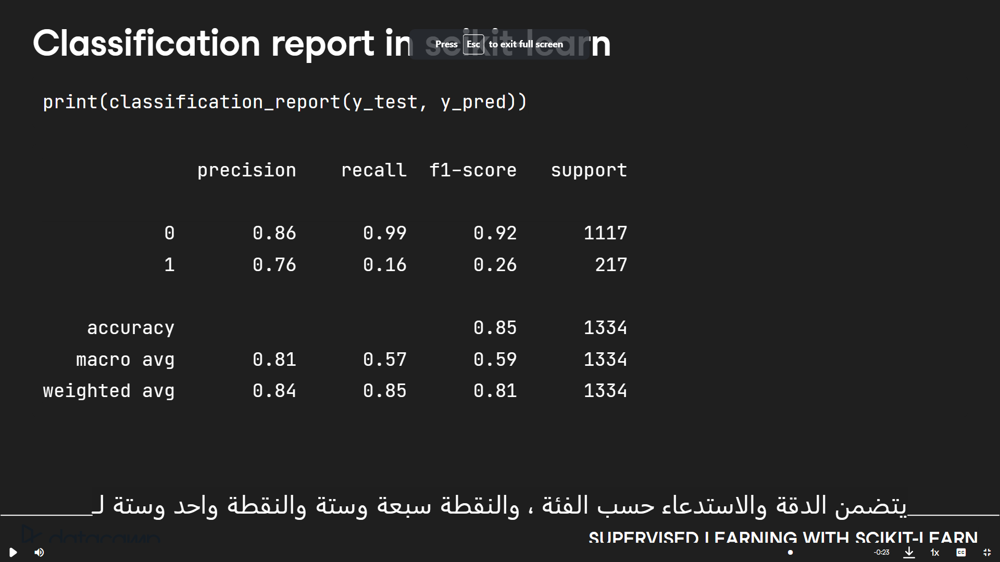 Classification report in scikit-learn
Press Esc to exit full screen
print(classification_report(y_test, y_pred))
precision recall f1-score support
0 0.86 0.99 0.92 1117
1 0.76 0.16 0.26 217
accuracy 0.85 1334
macro avg 0.81 0.57 0.59 1334
weighted avg 0.84 0.85 0.81 1334
يتضمن الدقة والاستدعاء حسب الفئة ، والنقطة سبعة وستة والنقطة واحد وستة لـ
datacamp
SUPERVISED LEARNING WITH SCIKIT-LEARN
-0:23 1x CC